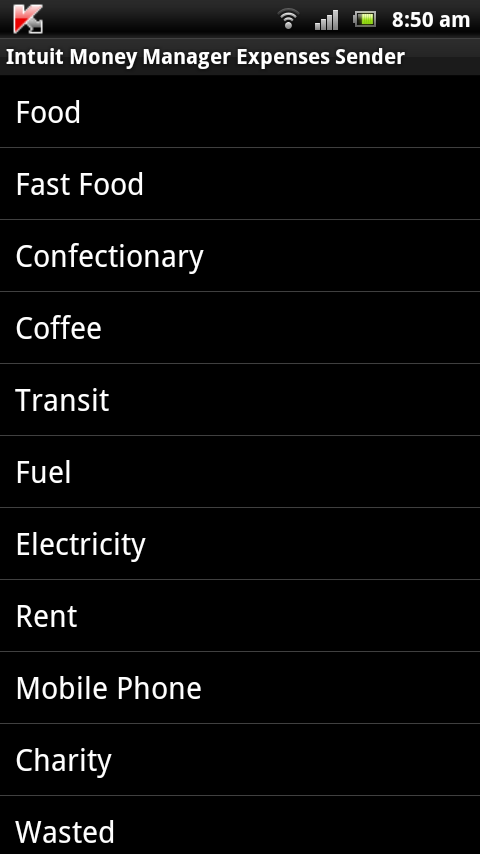 8:50 am
Intuit Money Manager Expenses Sender
Food
Fast Food
Confectionary
Coffee
Transit
Fuel
Electricity
Rent
Mobile Phone
Charity
Wasted